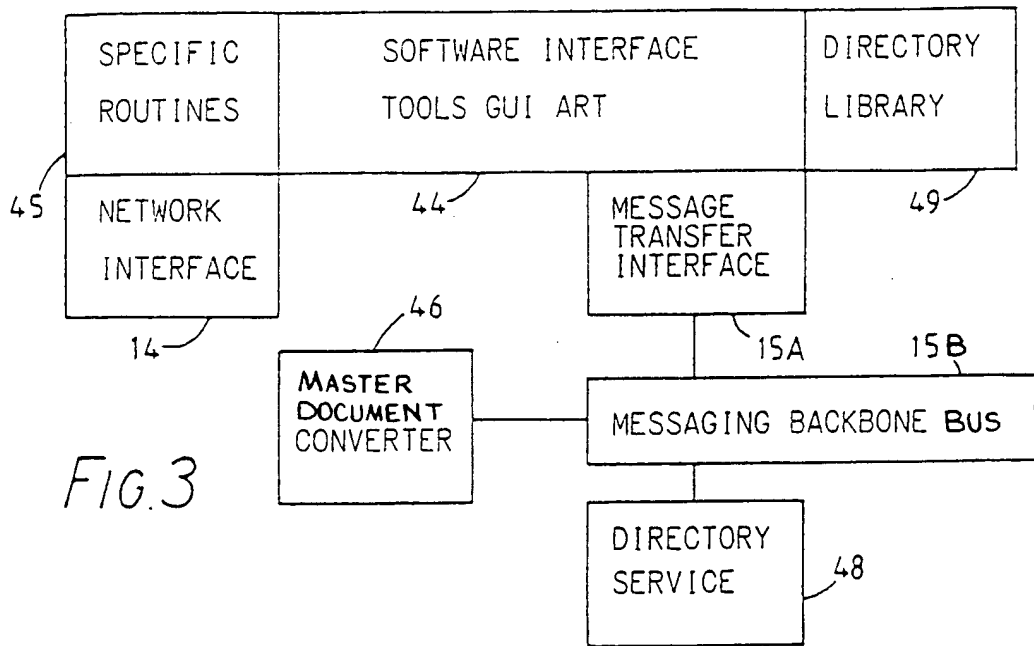 SPECIFIC
ROUTINES
SOFTWARE INTERFACE
TOOLS GUI ART
DIRECTORY
LIBRARY
45
44
49
NETWORK
INTERFACE
MESSAGE
TRANSFER
INTERFACE
14
46
15A
15B
MASTER
DOCUMENT
CONVERTER
MESSAGING BACKBONE BUS
FIG.3
DIRECTORY
SERVICE
48